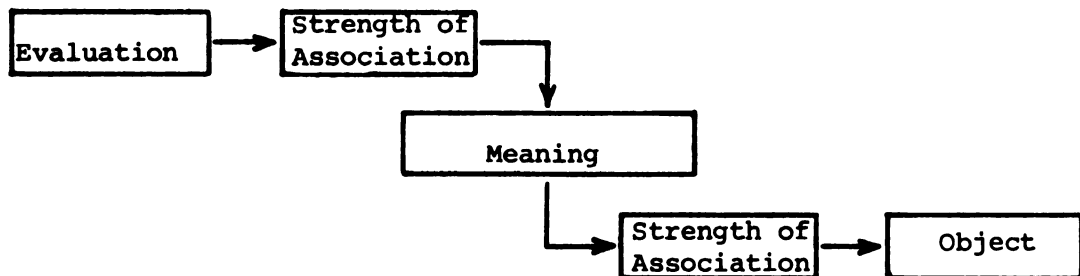 Evaluation
Strength of
Association
Meaning
Strength of
Association
Object